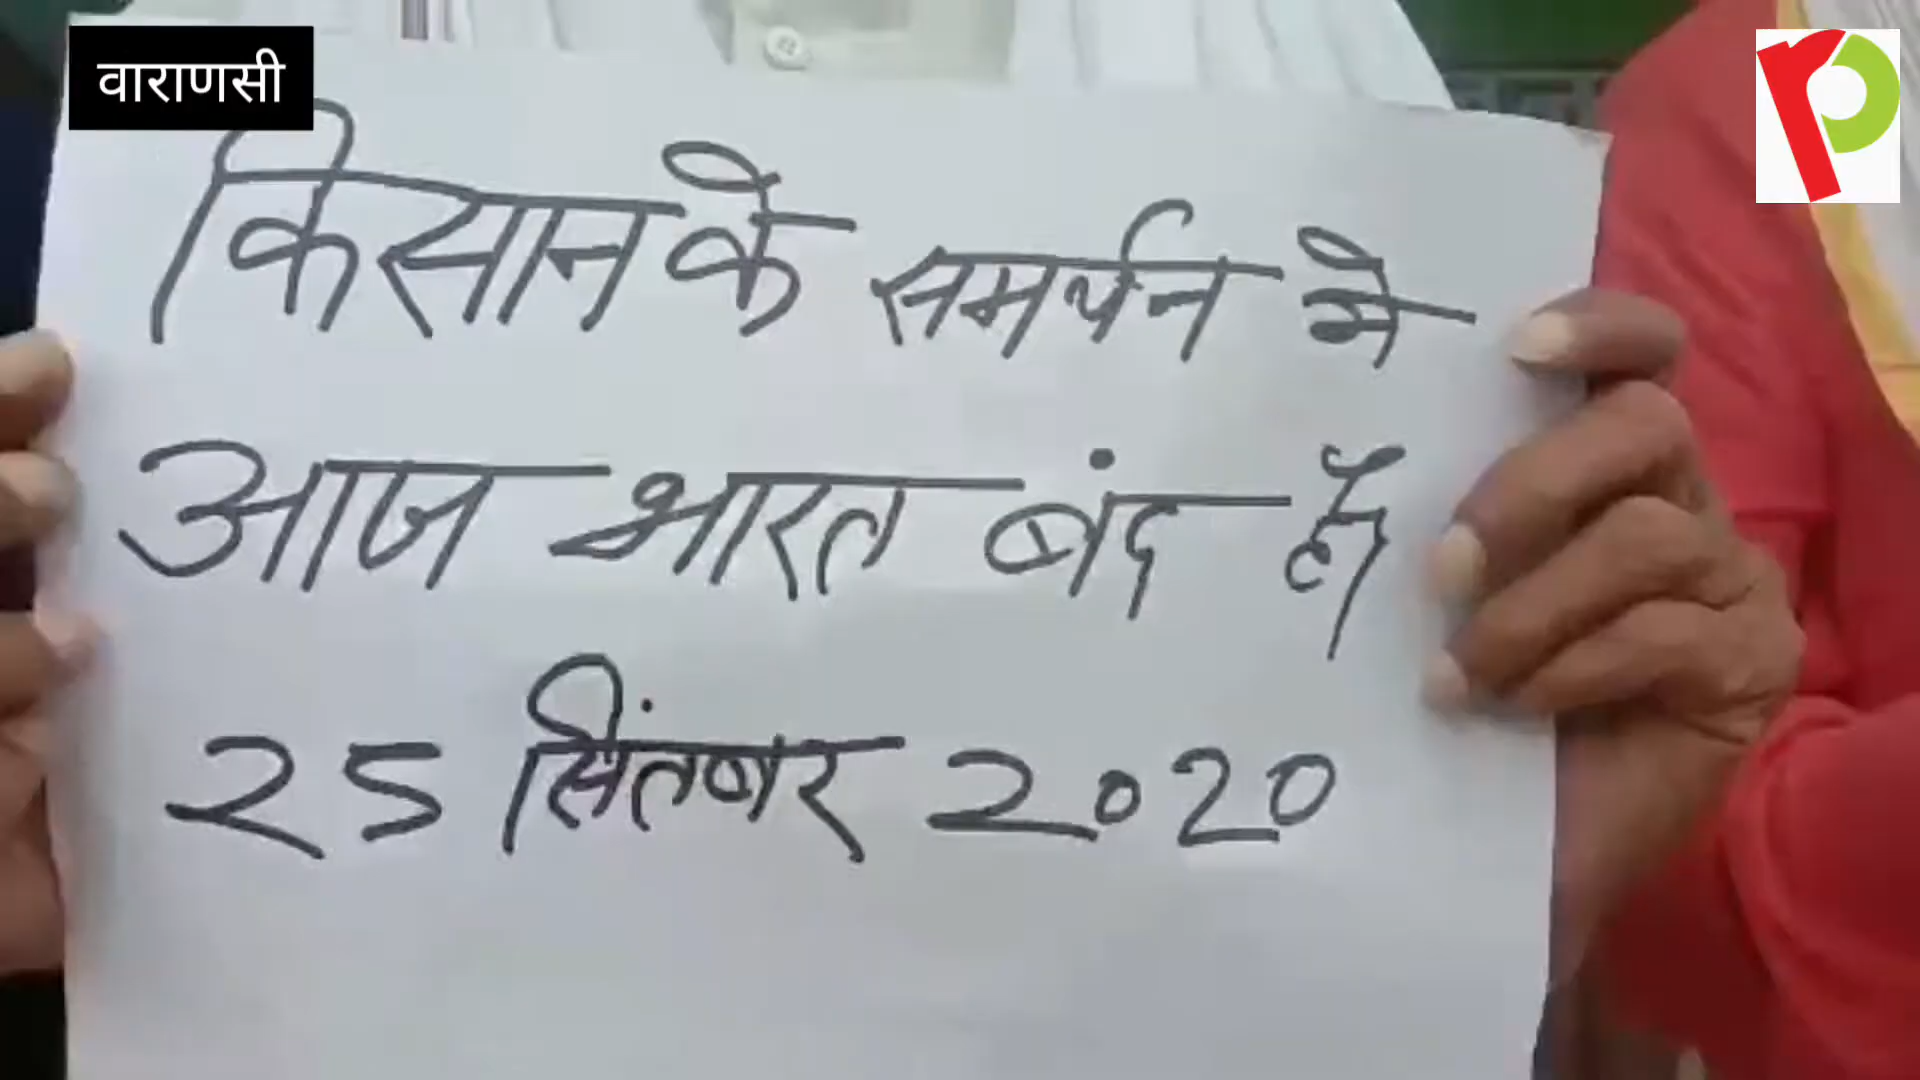 वाराणसी
किसान के समर्थन मे
आज भारत बंद हैं
25 सितंबर 2020